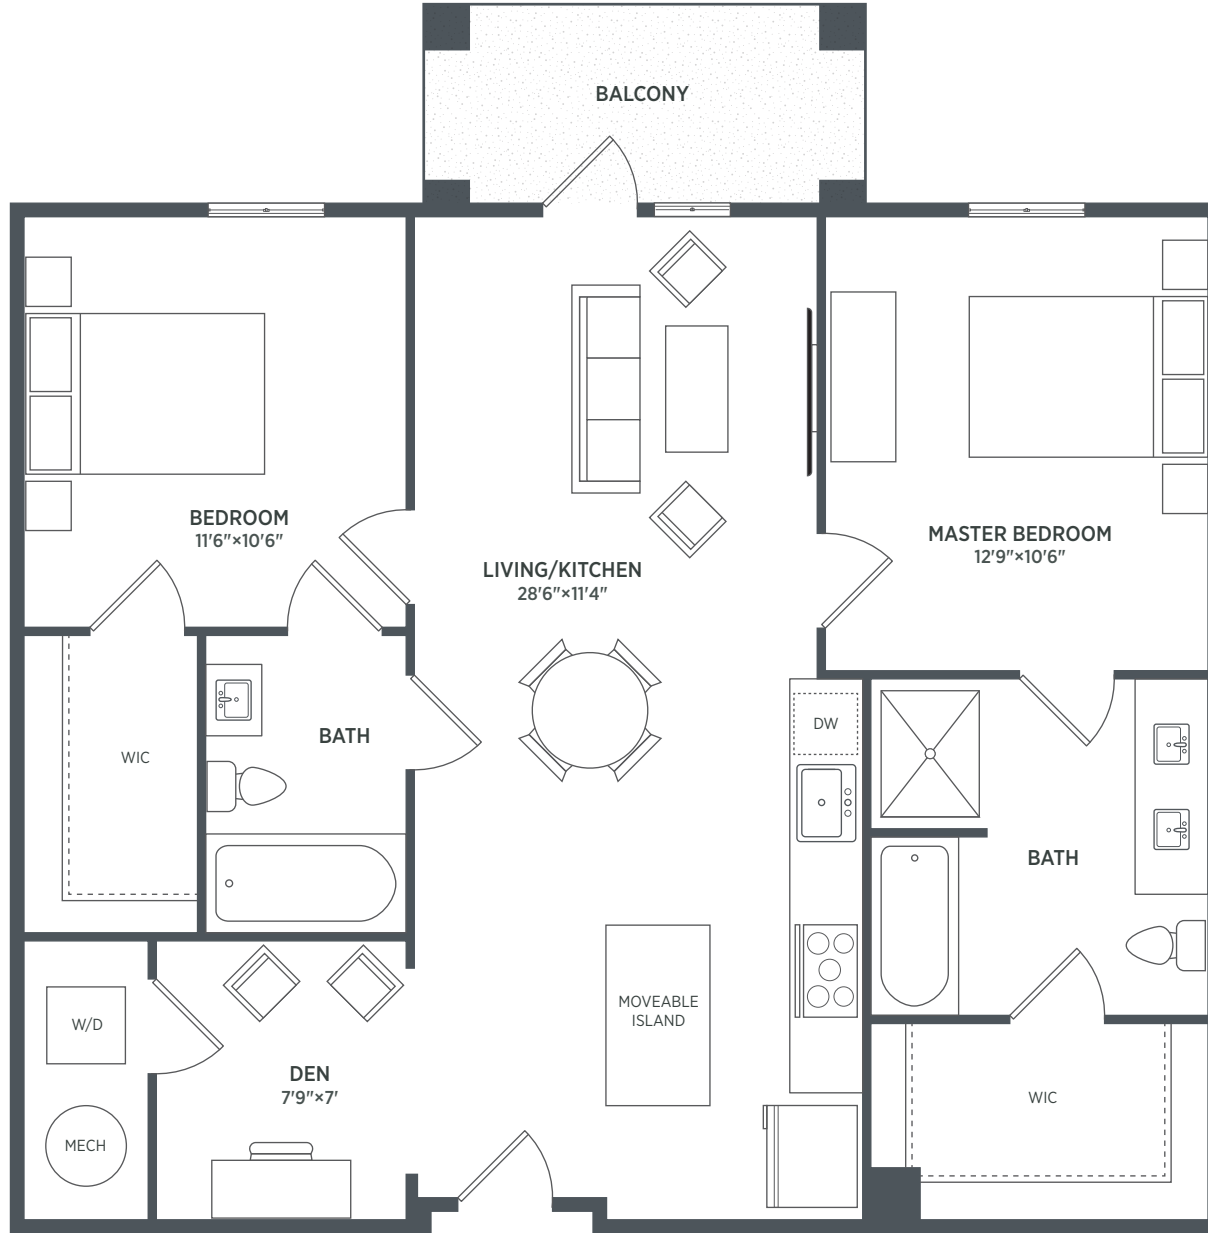 BALCONY
BEDROOM
11'6"×10'6"
MASTER BEDROOM
12'9"×10'6"
LIVING/KITCHEN
28'6"×11'4"
DW
BATH
WIC
BATH
MOVEABLE
ISLAND
W/D
DEN
7'9"×7'
WIC
MECH